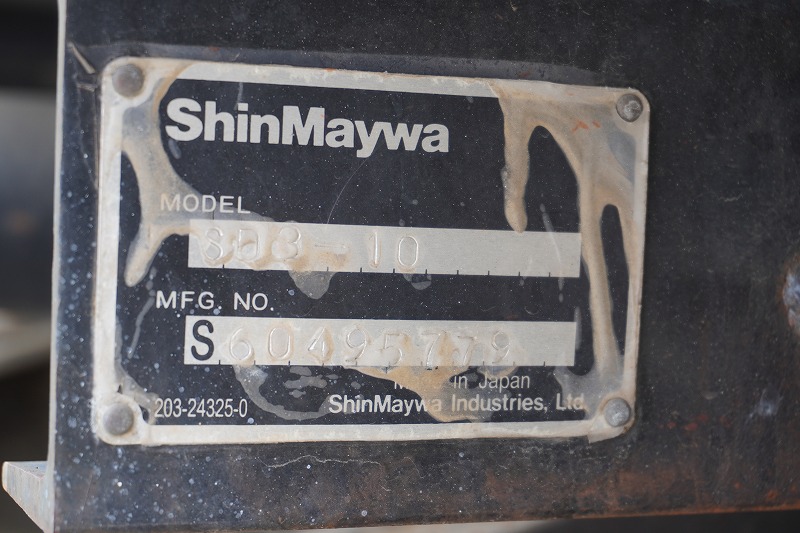 ShinMaywa
MODEL
SD3-10
MFG. NO.
S60495779
in Japan
203-24325-0 ShinMaywa Industries, Ltd.